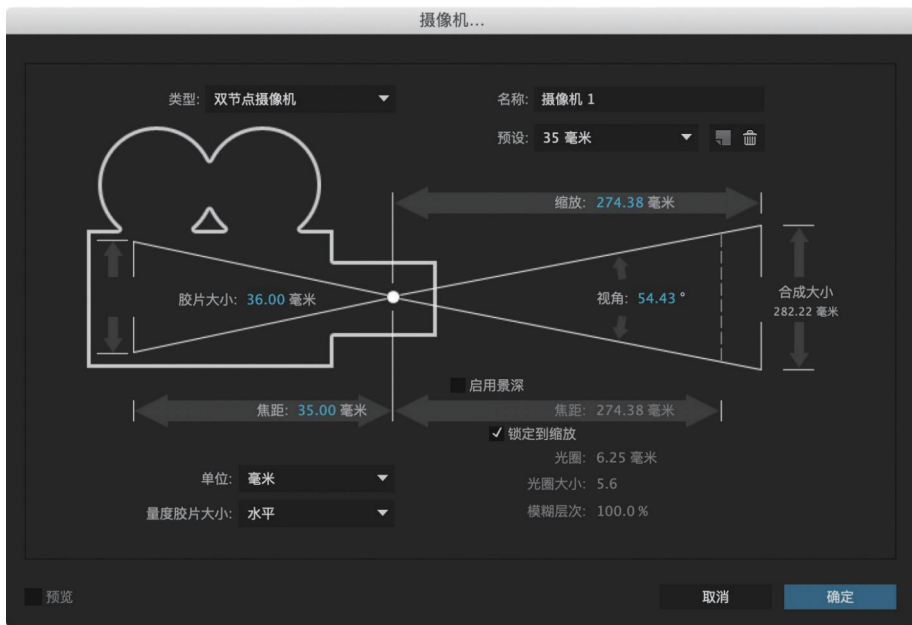 摄像机...
类型: 双节点摄像机
名称: 摄像机 1
预设: 35 毫米
缩放: 274.38 毫米
胶片大小: 36.00 毫米
视角: 54.43 °
合成大小
282.22 毫米
启用景深
焦距: 35.00 毫米
焦距: 274.38 毫米
锁定到缩放
光圈: 6.25 毫米
单位: 毫米
光圈大小: 5.6
量度胶片大小: 水平
模糊层次: 100.0 %
预览
取消
确定